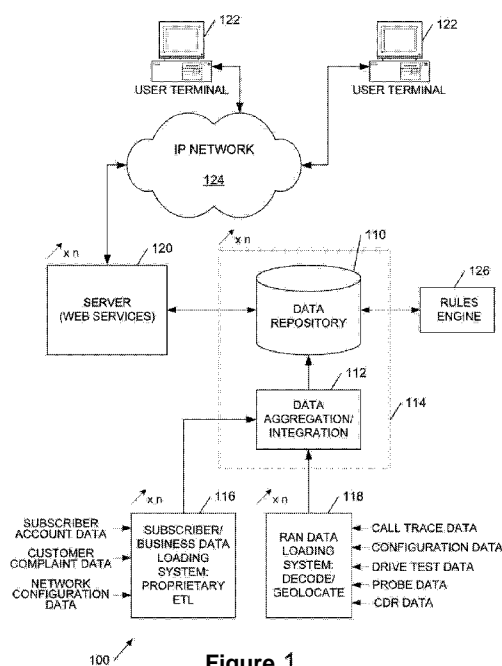 122
122
USER TERMINAL
USER TERMINAL
IP NETWORK
124
x n
120
x n
110
126
SERVER
(WEB SERVICES)
DATA
REPOSITORY
RULES
ENGINE
112
DATA
AGGREGATION/
INTEGRATION
114
x n
116
x n
118
SUBSCRIBER
ACCOUNT DATA
CUSTOMER
COMPLAINT DATA
NETWORK
CONFIGURATION
DATA
SUBSCRIBER/
BUSINESS DATA
LOADING
SYSTEM:
PROPRIETARY
ETL
RAN DATA
LOADING
SYSTEM:
DECODE/
GEOLOCATE
CALL TRACE DATA
CONFIGURATION DATA
DRIVE TEST DATA
PROBE DATA
CDR DATA
100
Figure 1